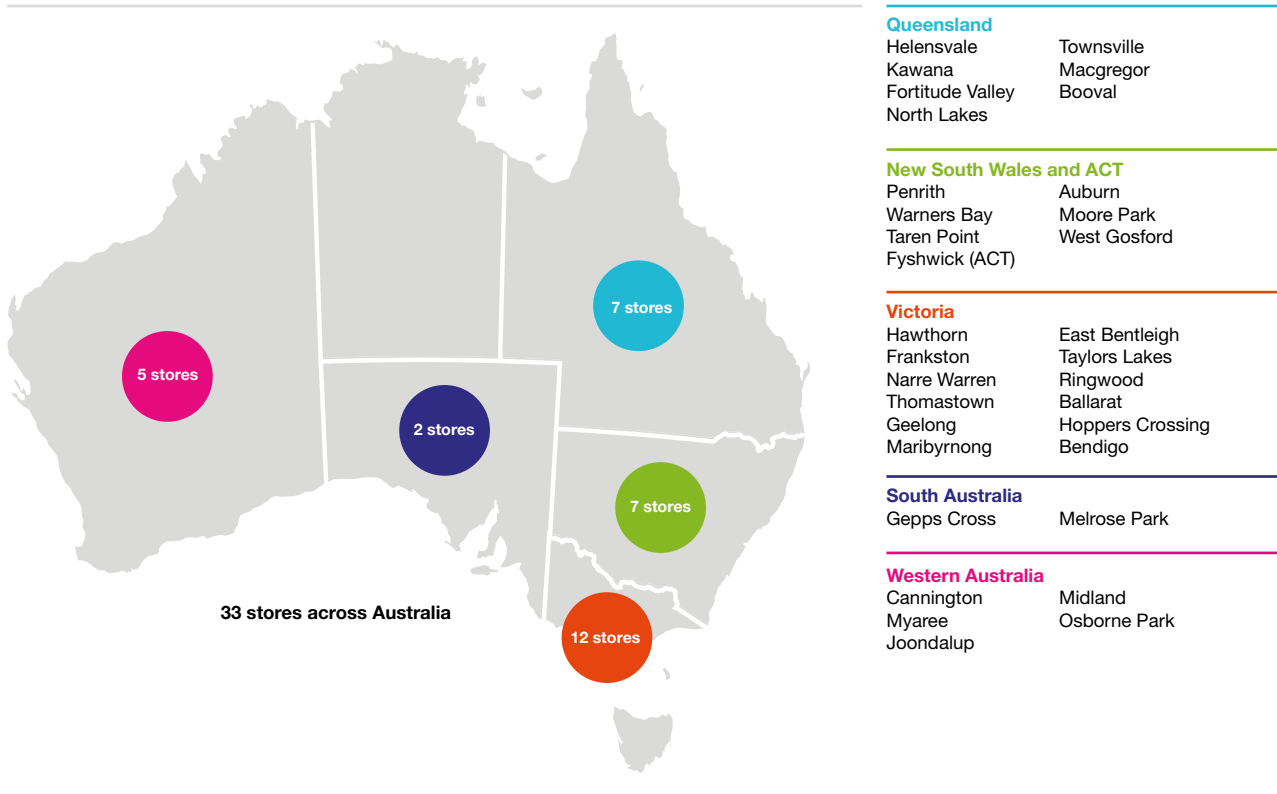 7 stores
5 stores
2 stores
7 stores
12 stores
33 stores across Australia
Queensland
Helensvale Townsville
Kawana Macgregor
Fortitude Valley Booval
North Lakes
New South Wales and ACT
Penrith Auburn
Warners Bay Moore Park
Taren Point West Gosford
Fyshwick (ACT)
Victoria
Hawthorn East Bentleigh
Frankston Taylors Lakes
Narre Warren Ringwood
Thomastown Ballarat
Geelong Hoppers Crossing
Maribyrnong Bendigo
South Australia
Gepps Cross Melrose Park
Western Australia
Cannington Midland
Myaree Osborne Park
Joondalup